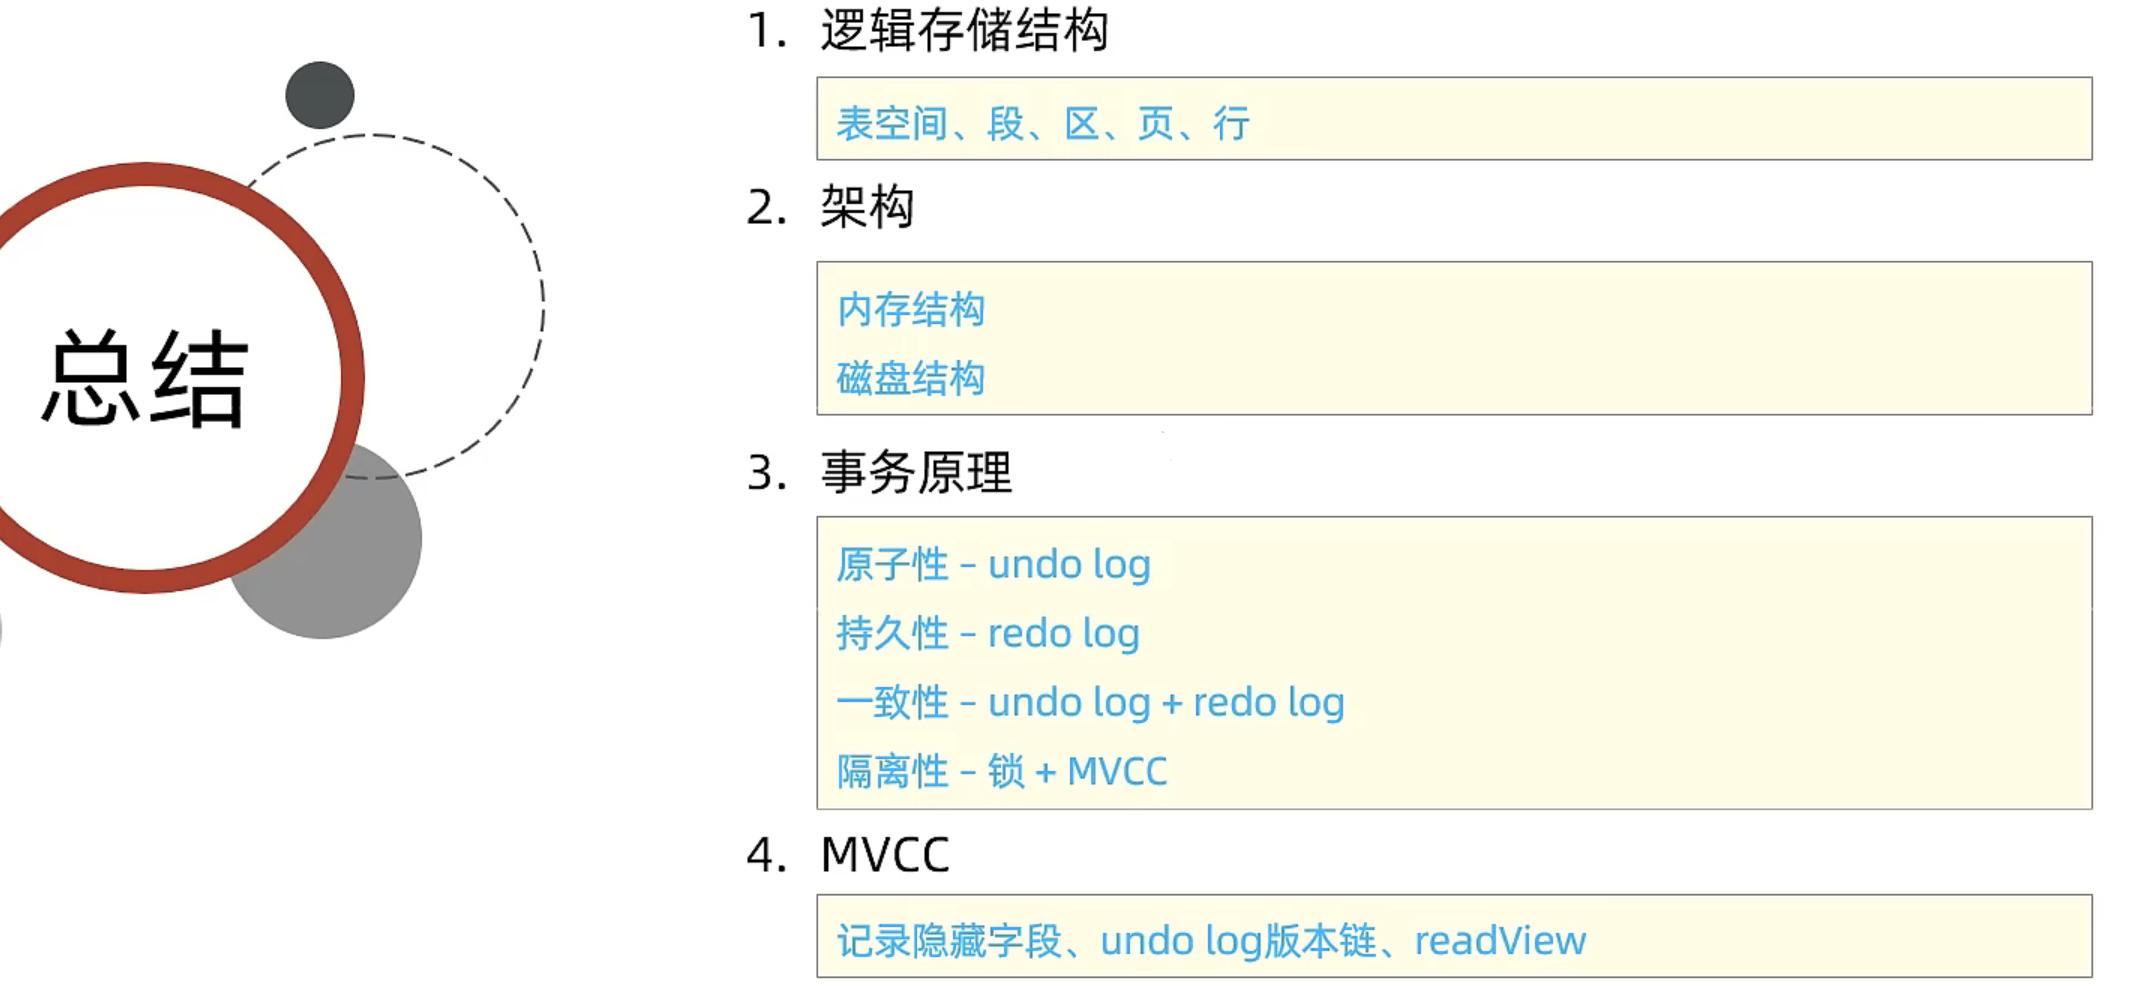 总结
1. 逻辑存储结构
表空间、段、区、页、行
2. 架构
内存结构
磁盘结构
3. 事务原理
原子性 – undo log
持久性 – redo log
一致性 – undo log + redo log
隔离性 – 锁 + MVCC
4. MVCC
记录隐藏字段、undo log版本链、readView